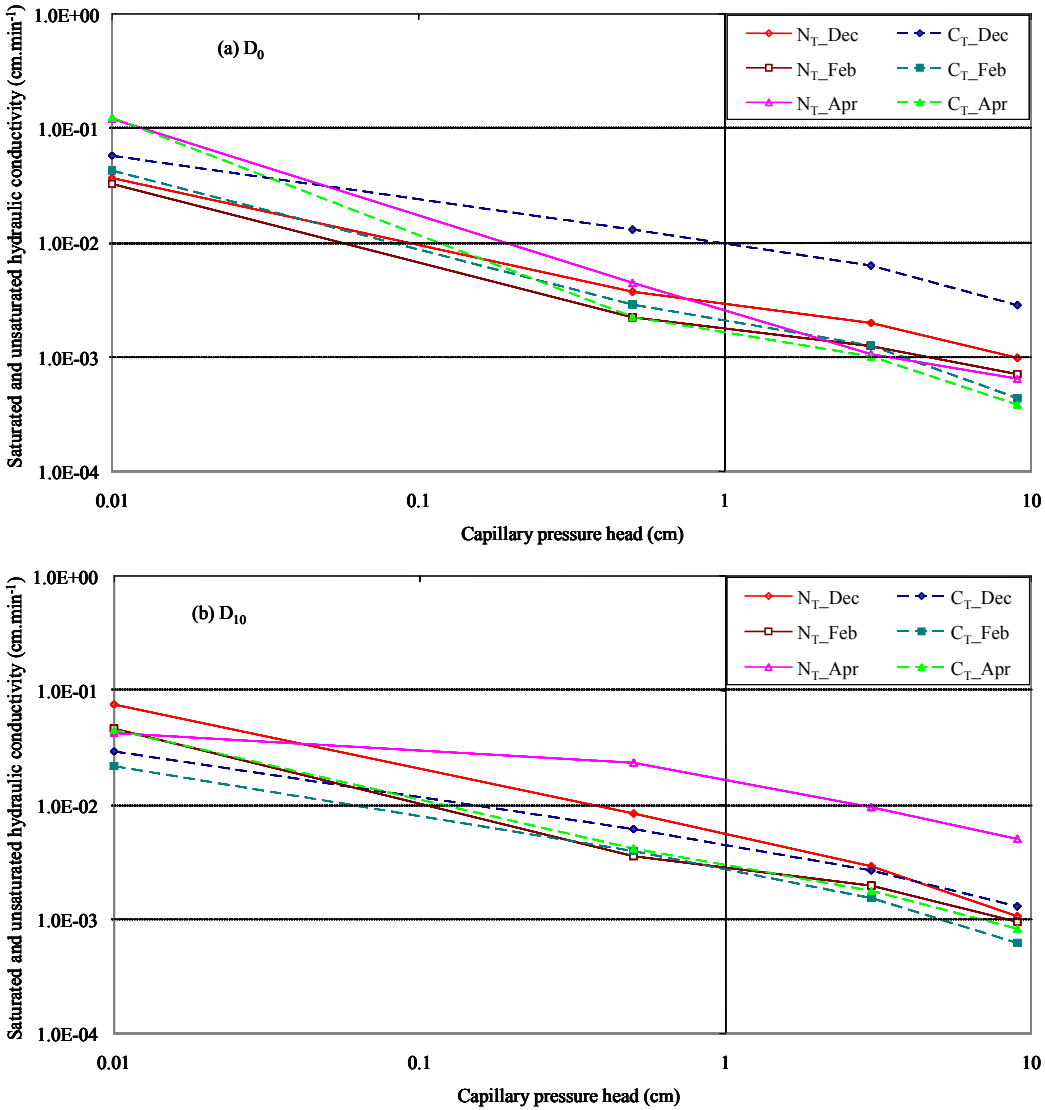 Saturated and unsaturated hydraulic conductivity (cm.min⁻¹)
1.0E+00
1.0E-01
1.0E-02
1.0E-03
1.0E-04
(a) D₀
N_T_Dec C_T_Dec
N_T_Feb C_T_Feb
N_T_Apr C_T_Apr
0.01 0.1 1 10
Capillary pressure head (cm)
Saturated and unsaturated hydraulic conductivity (cm.min⁻¹)
1.0E+00
1.0E-01
1.0E-02
1.0E-03
1.0E-04
(b) D₁₀
N_T_Dec C_T_Dec
N_T_Feb C_T_Feb
N_T_Apr C_T_Apr
0.01 0.1 1 10
Capillary pressure head (cm)